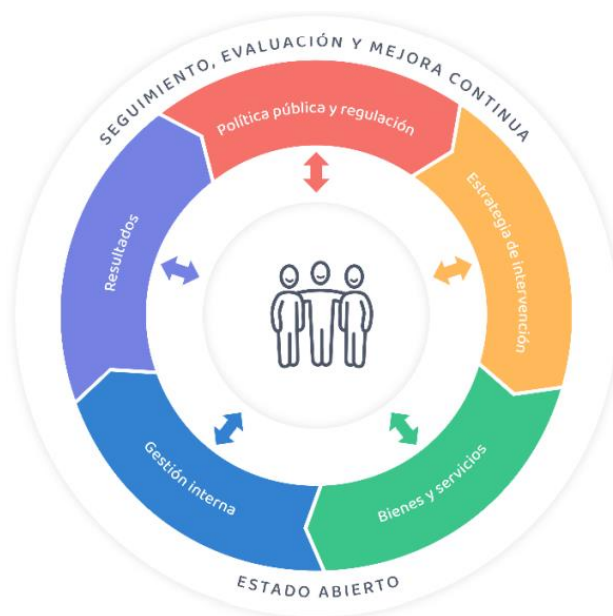 SEGUIMIENTO, EVALUACIÓN Y MEJORA CONTINUA
Política pública y regulación
Estrategia de intervención
Bienes y servicios
Gestión interna
Resultados
ESTADO ABIERTO